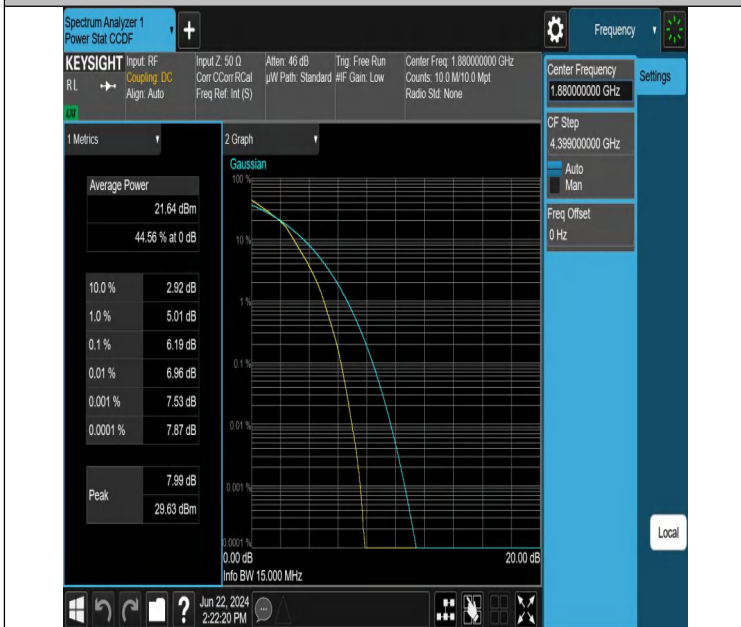 Spectrum Analyzer 1
Power Stat CCDF
Frequency
KEYSIGHT
RL
LXI
Input: RF
Coupling: DC
Align: Auto
Input Z: 50 Ω
Corr CCorr RCal
Freq Ref: Int (S)
Atten: 46 dB
µW Path: Standard
Trig: Free Run
#IF Gain: Low
Center Freq: 1.880000000 GHz
Counts: 10.0 M/10.0 Mpt
Radio Std: None
Center Frequency
1.880000000 GHz
Settings
CF Step
4.399000000 GHz
Auto
Man
Freq Offset
0 Hz
1 Metrics
Average Power
21.64 dBm
44.56 % at 0 dB
10.0 % 2.92 dB
1.0 % 5.01 dB
0.1 % 6.19 dB
0.01 % 6.96 dB
0.001 % 7.53 dB
0.0001 % 7.87 dB
Peak 7.99 dB
29.63 dBm
2 Graph
Gaussian
100 %
10 %
1 %
0.1 %
0.01 %
0.001 %
0.0001 %
0.00 dB 20.00 dB
Info BW 15.000 MHz
Local
? Jun 22, 2024
2:22:20 PM